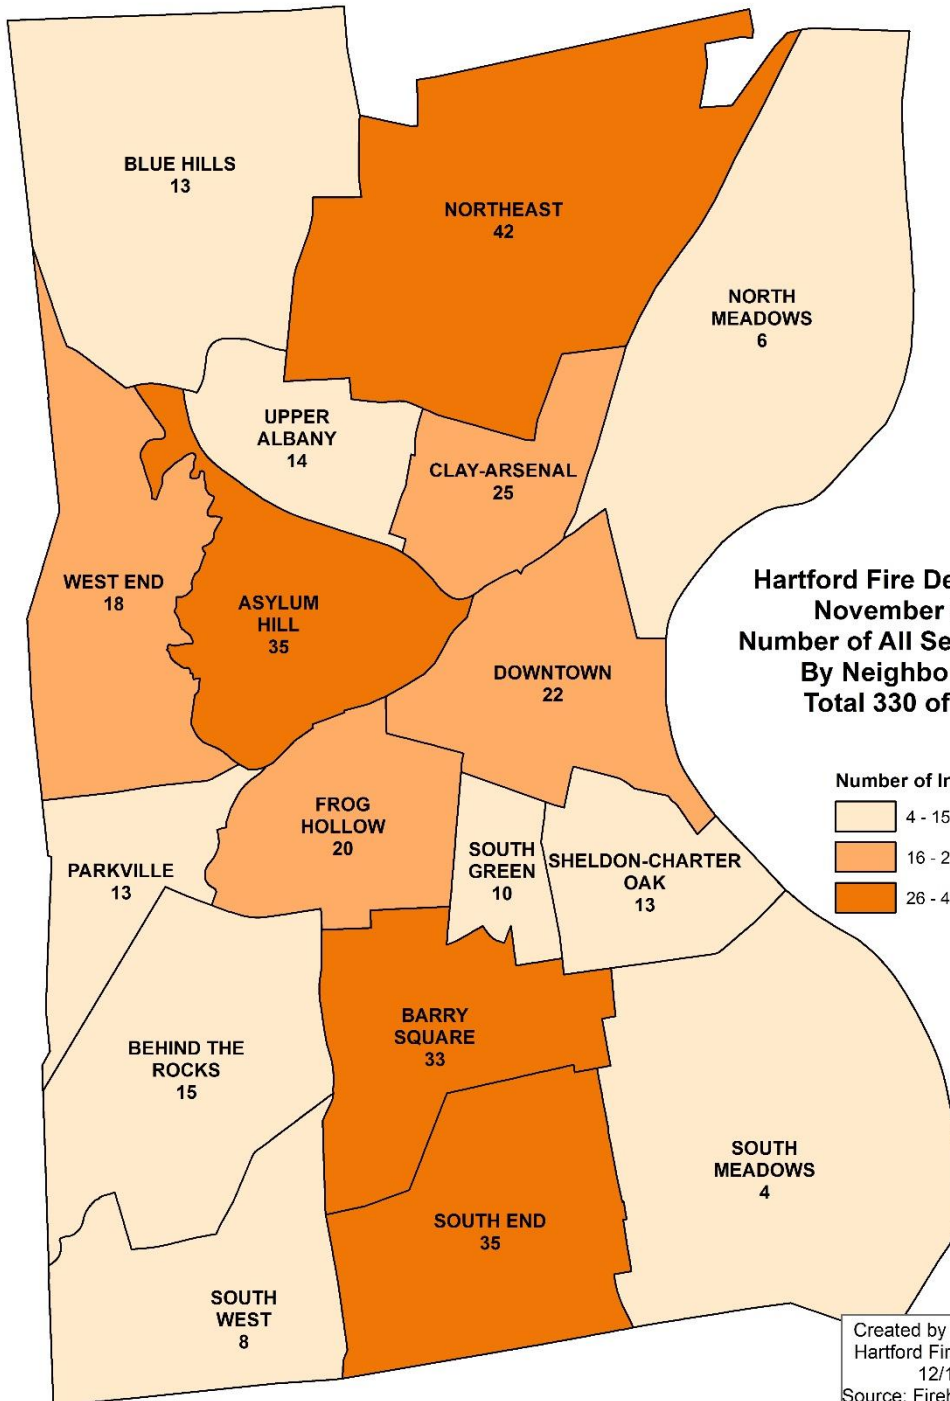 BLUE HILLS
13
NORTHEAST
42
NORTH
MEADOWS
6
UPPER
ALBANY
14
CLAY-ARSENAL
25
WEST END
18
ASYLUM
HILL
35
DOWNTOWN
22
Hartford Fire De
November
Number of All Se
By Neighbo
Total 330 of
Number of In
4 - 15
16 - 2
26 - 4
FROG
HOLLOW
20
PARKVILLE
13
SOUTH
GREEN
10
SHELDON-CHARTER
OAK
13
BARRY
SQUARE
33
BEHIND THE
ROCKS
15
SOUTH
MEADOWS
4
SOUTH END
35
SOUTH
WEST
8
Created by
Hartford Fir
12/1
Source: Fireh